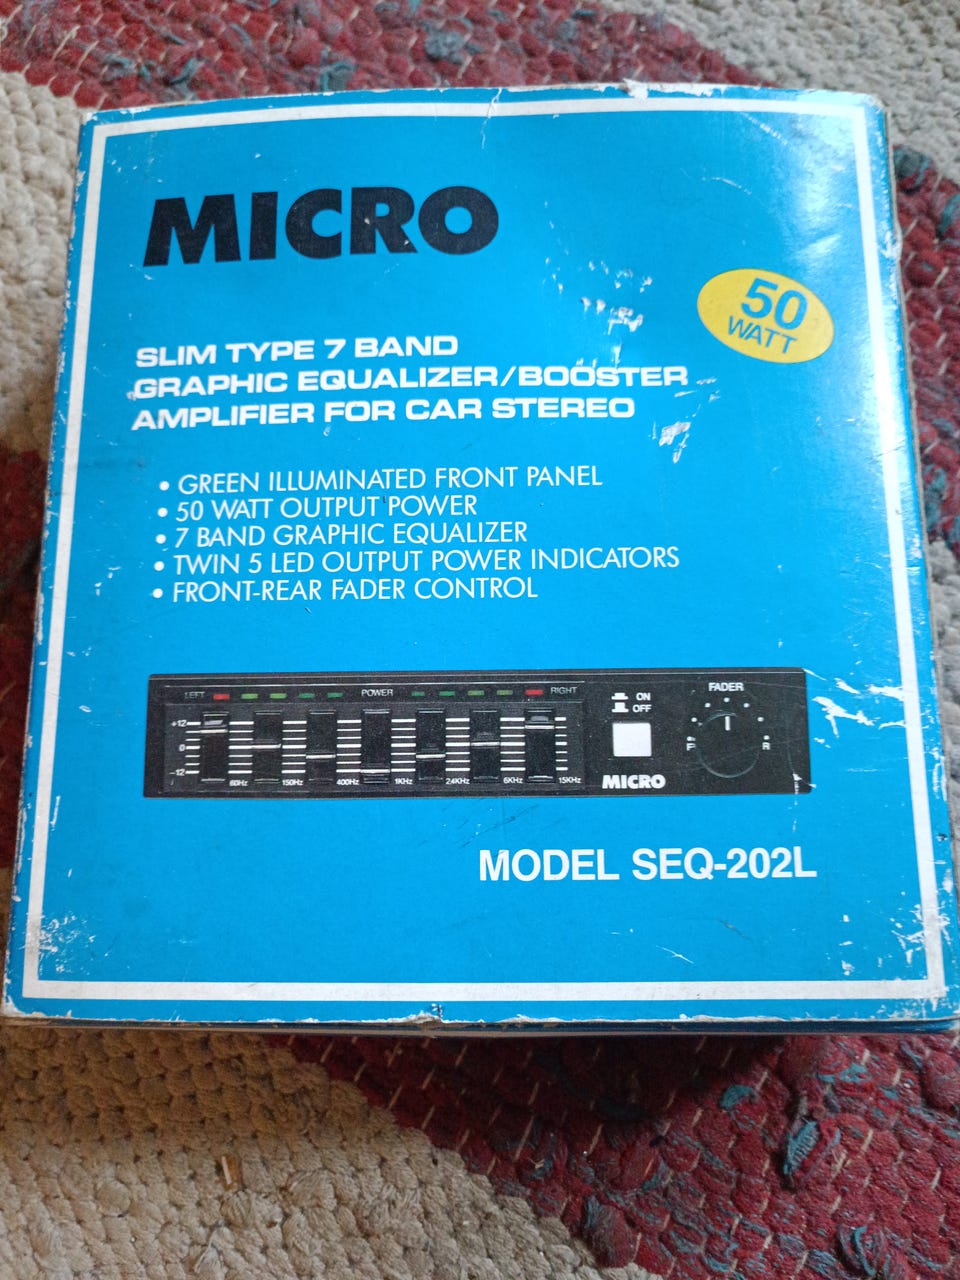 MICRO
50
WATT
SLIM TYPE 7 BAND
GRAPHIC EQUALIZER/BOOSTER
AMPLIFIER FOR CAR STEREO
• GREEN ILLUMINATED FRONT PANEL
• 50 WATT OUTPUT POWER
• 7 BAND GRAPHIC EQUALIZER
• TWIN 5 LED OUTPUT POWER INDICATORS
• FRONT-REAR FADER CONTROL
LEFT POWER RIGHT
ON
OFF
FADER
+12
0
-12
F R
60Hz 150Hz 400Hz 1KHz 2.4KHz 6KHz 15KHz
MICRO
MODEL SEQ-202L